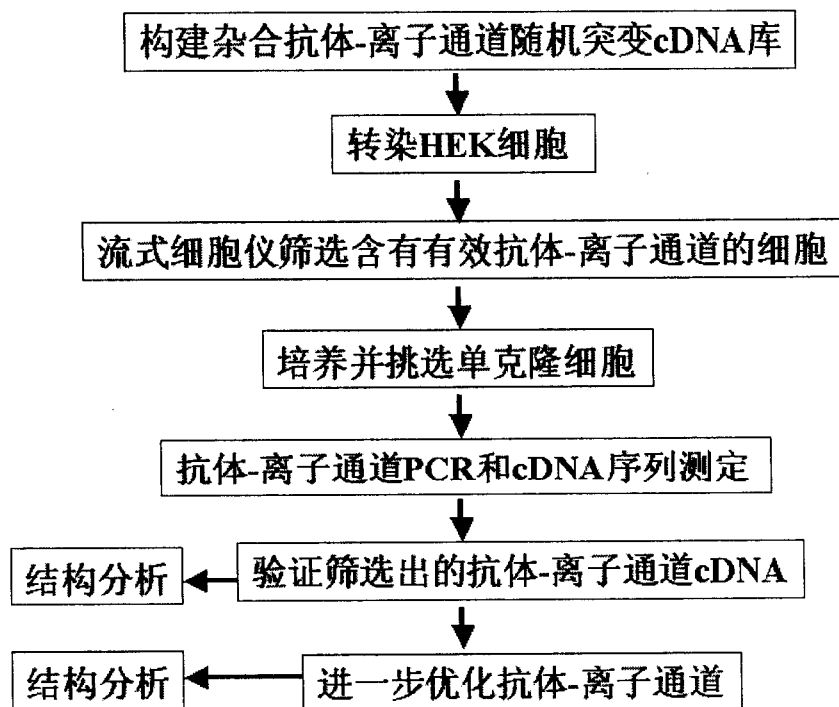 构建杂合抗体-离子通道随机突变cDNA库
转染HEK细胞
流式细胞仪筛选含有有效抗体-离子通道的细胞
培养并挑选单克隆细胞
抗体-离子通道PCR和cDNA序列测定
验证筛选出的抗体-离子通道cDNA
结构分析
进一步优化抗体-离子通道
结构分析